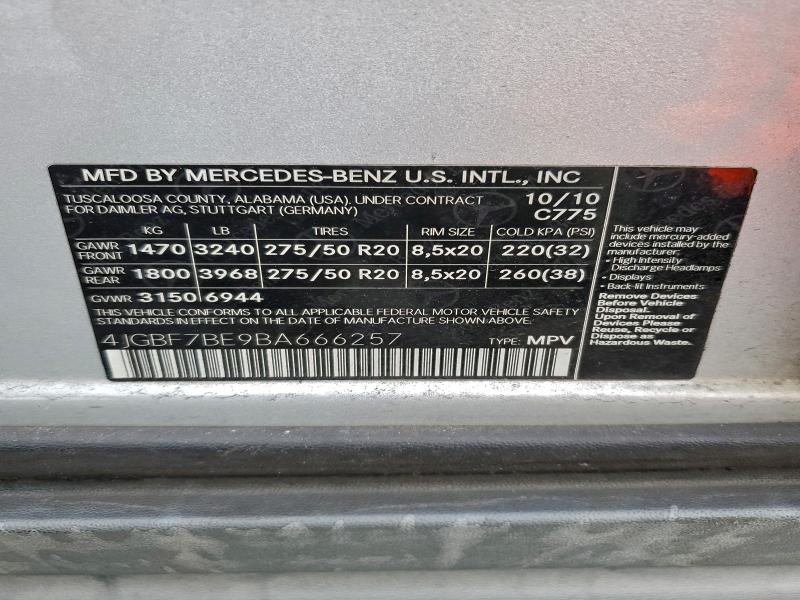 MFD BY MERCEDES-BENZ U.S. INTL., INC
TUSCALOOSA COUNTY, ALABAMA (USA). UNDER CONTRACT
FOR DAIMLER AG, STUTTGART (GERMANY)
10/10
C775
KG LB TIRES RIM SIZE COLD KPA (PSI)
GAWR FRONT 1470 3240 275/50 R20 8,5x20 220(32)
GAWR REAR 1800 3968 275/50 R20 8,5x20 260(38)
GVWR 3150 6944
THIS VEHICLE CONFORMS TO ALL APPLICABLE FEDERAL MOTOR VEHICLE SAFETY
STANDARDS IN EFFECT ON THE DATE OF MANUFACTURE SHOWN ABOVE.
4JGBF7BE9BA666257 TYPE: MPV
This vehicle may
include mercury-added
devices installed by the
manufacturer:
- High Intensity
Discharge Headlamps
- Displays
- Back-lit Instruments
Remove Devices
Before Vehicle
Disposal.
Upon Removal of
Devices Please
Reuse, Recycle or
Dispose as
Hazardous Waste.